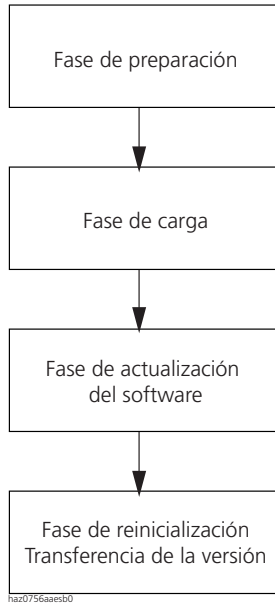 Fase de preparación
Fase de carga
Fase de actualización
del software
Fase de reinicialización
Transferencia de la versión
haz0756aaesb0